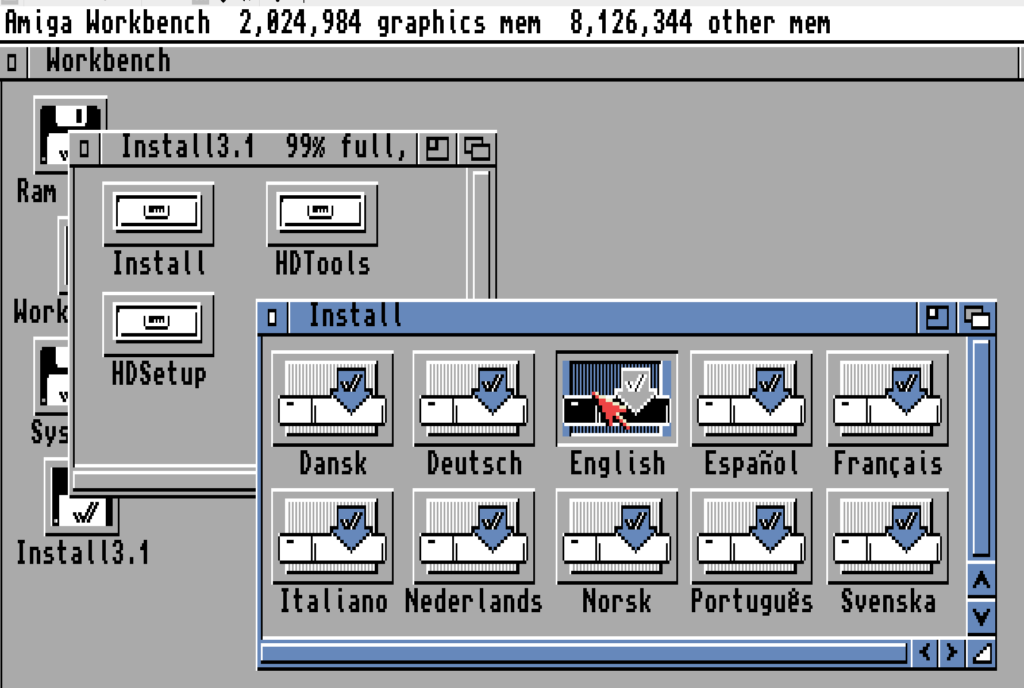 Amiga Workbench 2,024,984 graphics mem 8,126,344 other mem
Workbench
Ram
Install3.1 99% full,
Install HDTools
Work
HDSetup
Sys
Install3.1
Install
Dansk Deutsch English Español Français
Italiano Nederlands Norsk Português Svenska